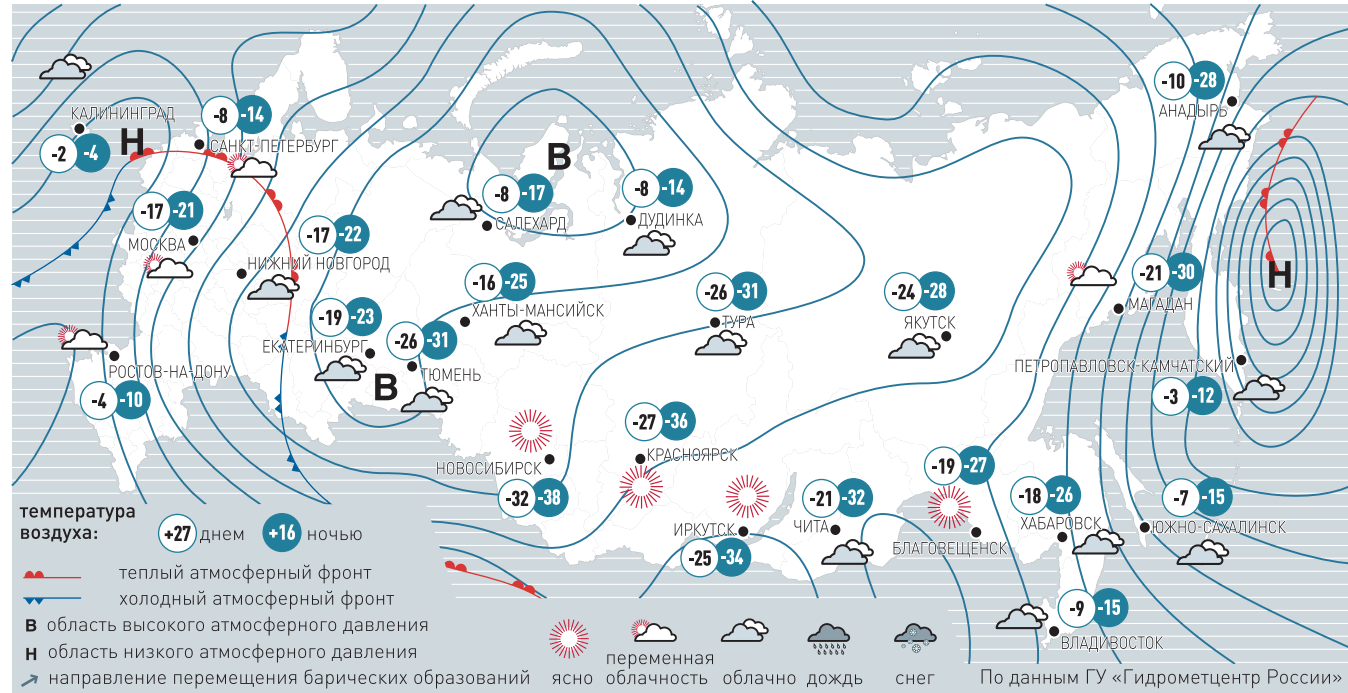 КАЛИНИНГРАД
-2 -4
Н
-8 -14
САНКТ-ПЕТЕРБУРГ
-17 -21
МОСКВА
-17 -22
НИЖНИЙ НОВГОРОД
РОСТОВ-НА-ДОНУ
-4 -10
-19 -23
ЕКАТЕРИНБУРГ
В
-26 -31
ТЮМЕНЬ
В
-8 -17
САЛЕХАРД
-8 -14
ДУДИНКА
-16 -25
ХАНТЫ-МАНСИЙСК
-26 -31
ТУРА
-24 -28
ЯКУТСК
-10 -28
АНАДЫРЬ
-21 -30
МАГАДАН
Н
ПЕТРОПАВЛОВСК-КАМЧАТСКИЙ
-3 -12
НОВОСИБИРСК
-32 -38
-27 -36
КРАСНОЯРСК
ИРКУТСК
-25 -34
-21 -32
ЧИТА
-19 -27
БЛАГОВЕЩЕНСК
-18 -26
ХАБАРОВСК
-7 -15
ЮЖНО-САХАЛИНСК
-9 -15
ВЛАДИВОСТОК
температура
воздуха:
+27 днем +16 ночью
теплый атмосферный фронт
холодный атмосферный фронт
В область высокого атмосферного давления
Н область низкого атмосферного давления
направление перемещения барических образований
ясно
переменная
облачность
облачно
дождь
снег
По данным ГУ «Гидрометцентр России»